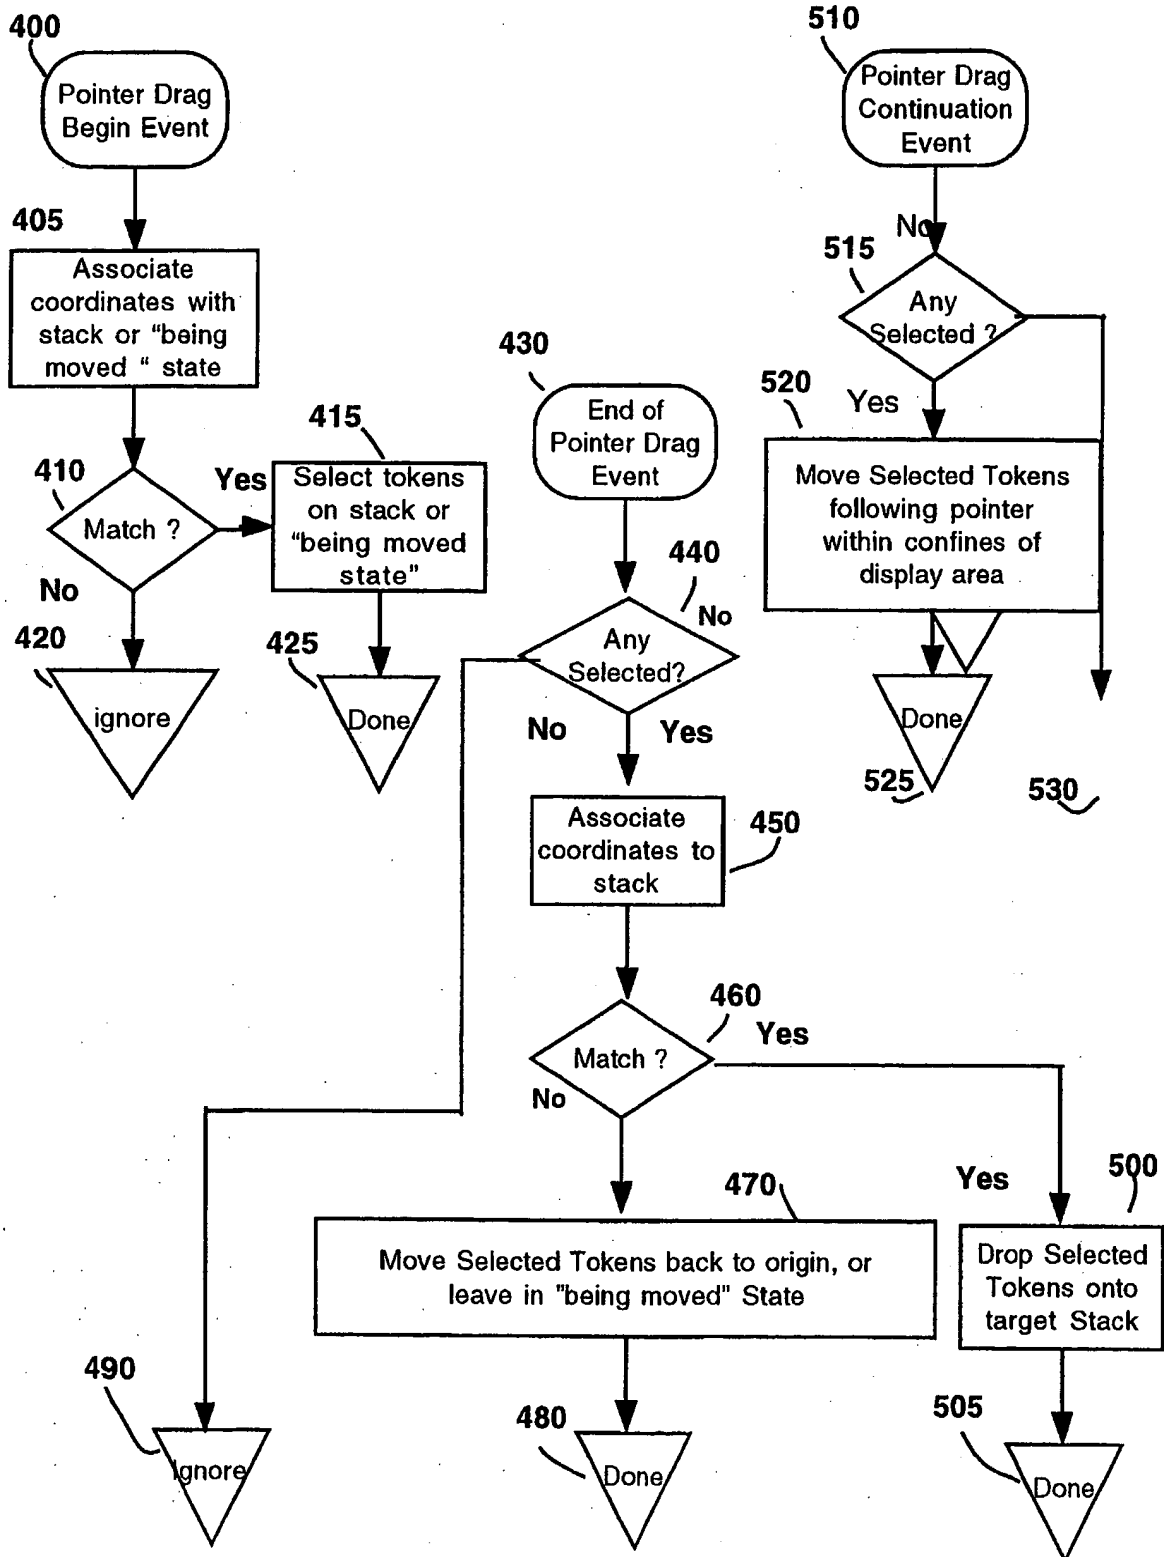 400
Pointer Drag
Begin Event
405
Associate
coordinates with
stack or “being
moved “ state
410
Match ?
Yes
No
415
Select tokens
on stack or
“being moved
state”
420
ignore
425
Done
430
End of
Pointer Drag
Event
440
No
Any
Selected?
No
Yes
Associate
coordinates to
stack
450
460
Match ?
Yes
No
470
Move Selected Tokens back to origin, or
leave in "being moved" State
480
Done
490
Ignore
Yes
500
Drop Selected
Tokens onto
target Stack
505
Done
510
Pointer Drag
Continuation
Event
No
515
Any
Selected ?
Yes
520
Move Selected Tokens
following pointer
within confines of
display area
Done
525
530